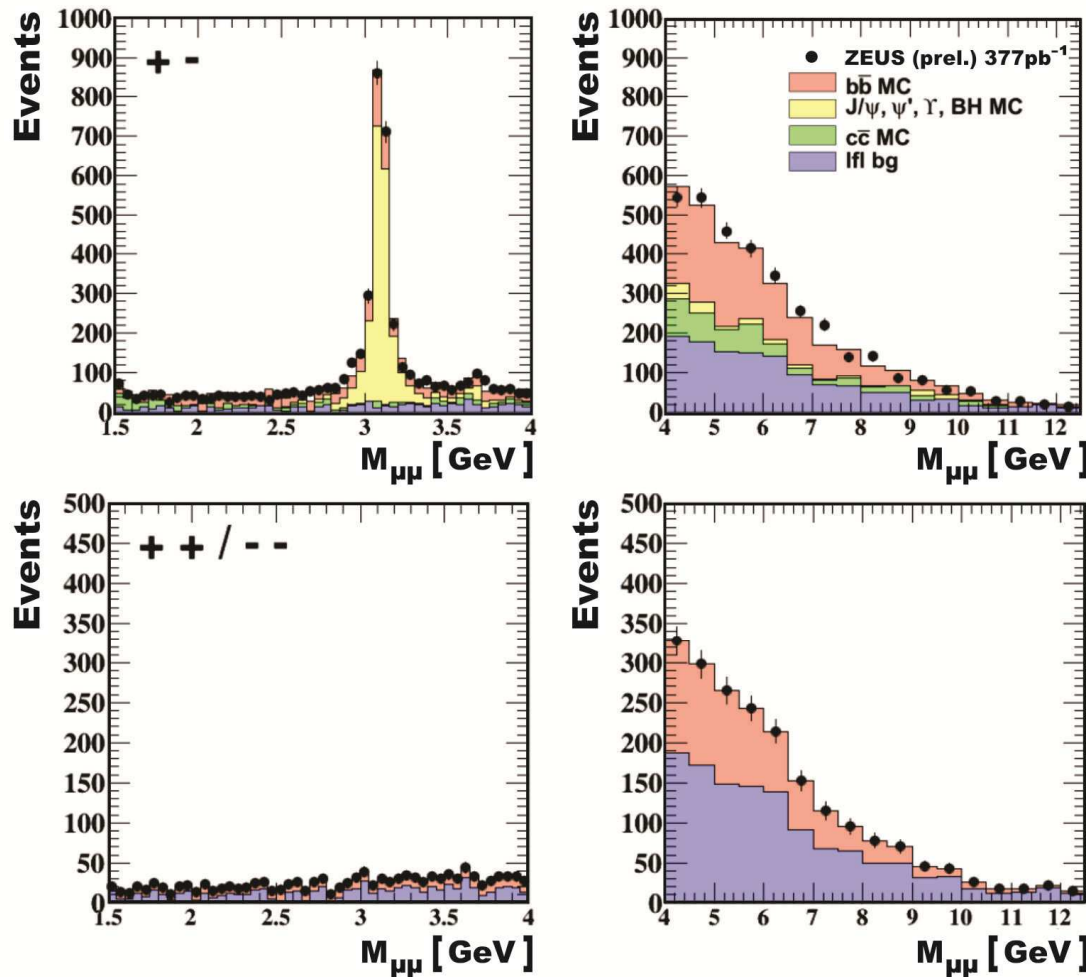 Events
1000
900
800
700
600
500
400
300
200
100
0
+ -
1.5 2 2.5 3 3.5 4
M_μμ [GeV]
Events
1000
900
800
700
600
500
400
300
200
100
0
ZEUS (prel.) 377pb⁻¹
bb̄ MC
J/ψ, ψ', ϒ, BH MC
cc̄ MC
lfl bg
4 5 6 7 8 9 10 11 12
M_μμ [GeV]
Events
500
450
400
350
300
250
200
150
100
50
0
+ + / - -
1.5 2 2.5 3 3.5 4
M_μμ [GeV]
Events
500
450
400
350
300
250
200
150
100
50
0
4 5 6 7 8 9 10 11 12
M_μμ [GeV]